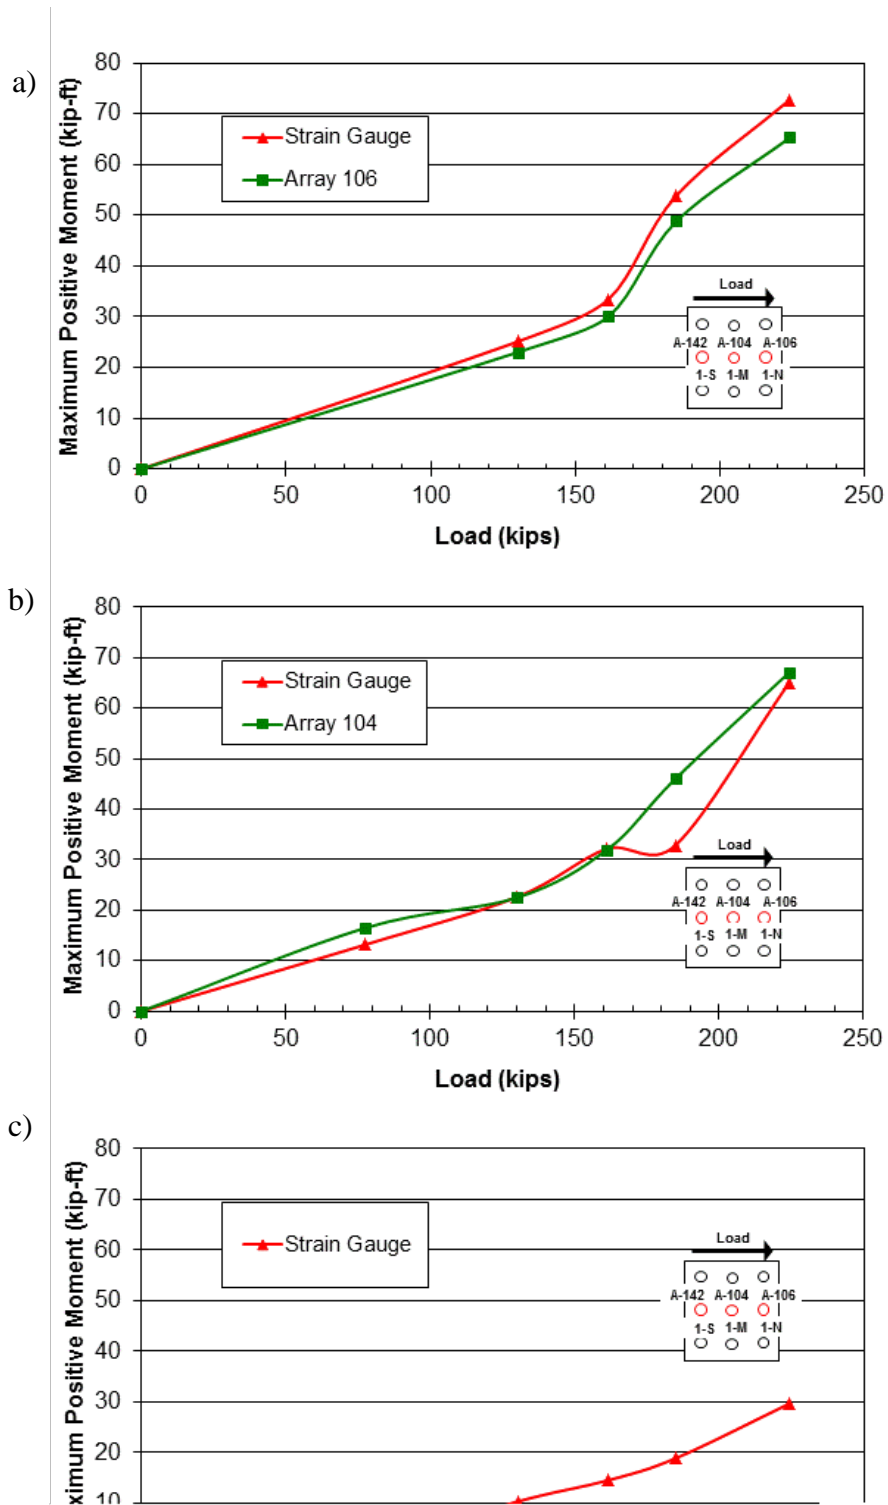 a)
Maximum Positive Moment (kip-ft)
80
70
60
50
40
30
20
10
0
Strain Gauge
Array 106
Load
A-142 A-104 A-106
1-S 1-M 1-N
0 50 100 150 200 250
Load (kips)
b)
Maximum Positive Moment (kip-ft)
80
70
60
50
40
30
20
10
0
Strain Gauge
Array 104
Load
A-142 A-104 A-106
1-S 1-M 1-N
0 50 100 150 200 250
Load (kips)
c)
ximum Positive Moment (kip-ft)
80
70
60
50
40
30
20
10
Strain Gauge
Load
A-142 A-104 A-106
1-S 1-M 1-N